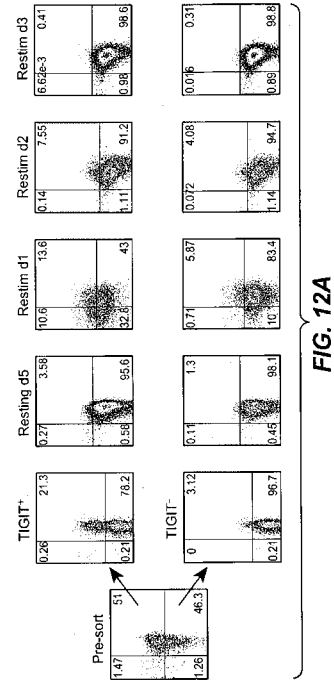 TIGIT⁺ Resting d5 Restim d1 Restim d2 Restim d3
0.26 21.3 0.27 3.58 10.6 13.6 0.14 7.55 6.62e-3 0.41
0.21 78.2 0.58 95.6 32.8 43 1.11 91.2 0.98 98.6
Pre-sort
1.47 51
1.26 46.3
TIGIT⁻
0 3.12 0.11 1.3 0.71 5.87 0.072 4.08 0.016 0.31
0.21 96.7 0.45 98.1 10 83.4 1.14 94.7 0.89 98.8
FIG. 12A